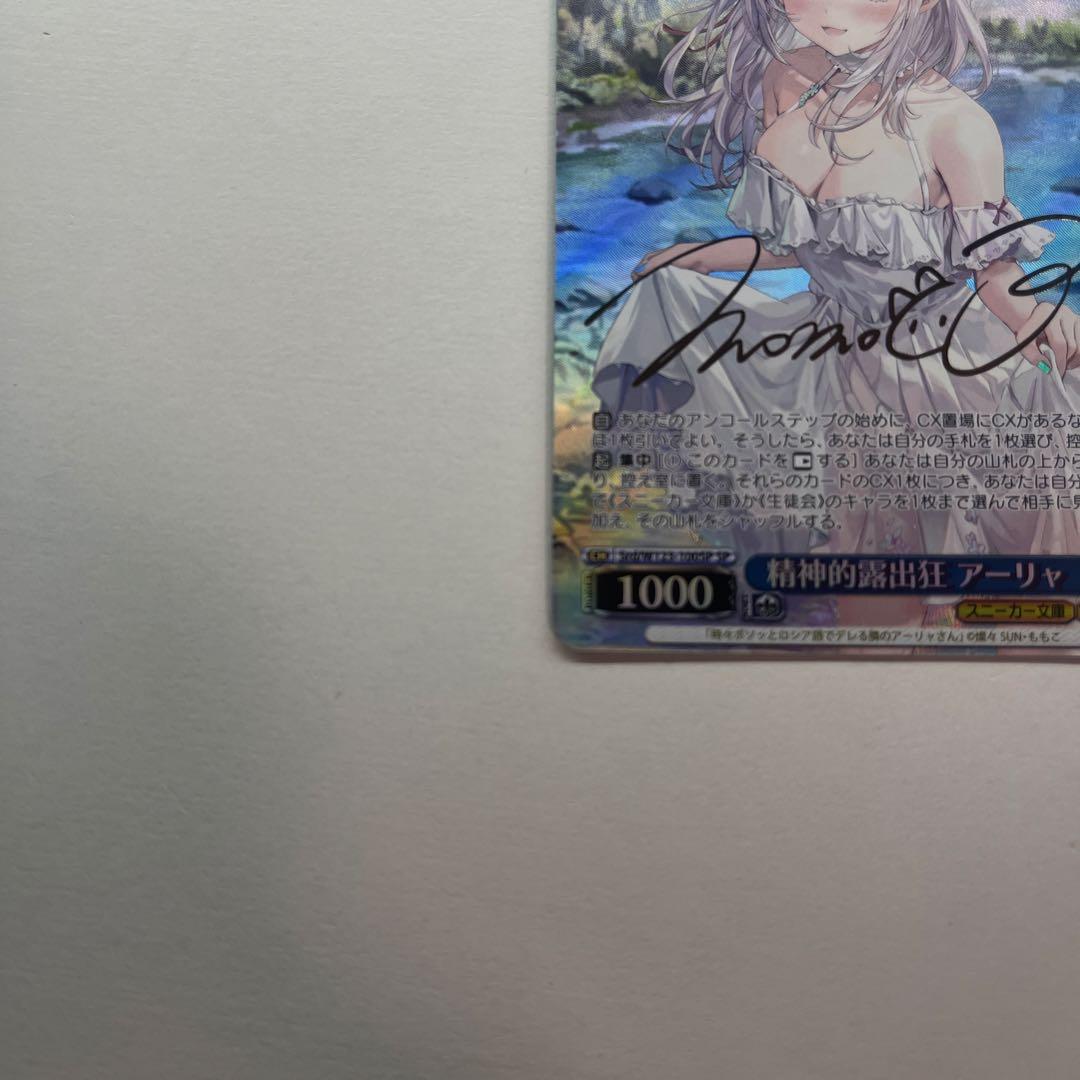 Momo
自 あなたのアンコールステップの始めに、CX置場にCXがあるな
は1枚引いてよい。そうしたら、あなたは自分の手札を1枚選び、控
起 集中 [① このカードを する] あなたは自分の山札の上から
り、控え室に置く。それらのカードのCX1枚につき、あなたは自分
で《スニーカー文庫》か《生徒会》のキャラを1枚まで選んで相手に見
加え、その山札をシャッフルする。
SP
1000
精神的露出狂 アーリャ
スニーカー文庫
「時々ボソッとロシア語でデレる隣のアーリャさん」©燦々SUN・ももこ